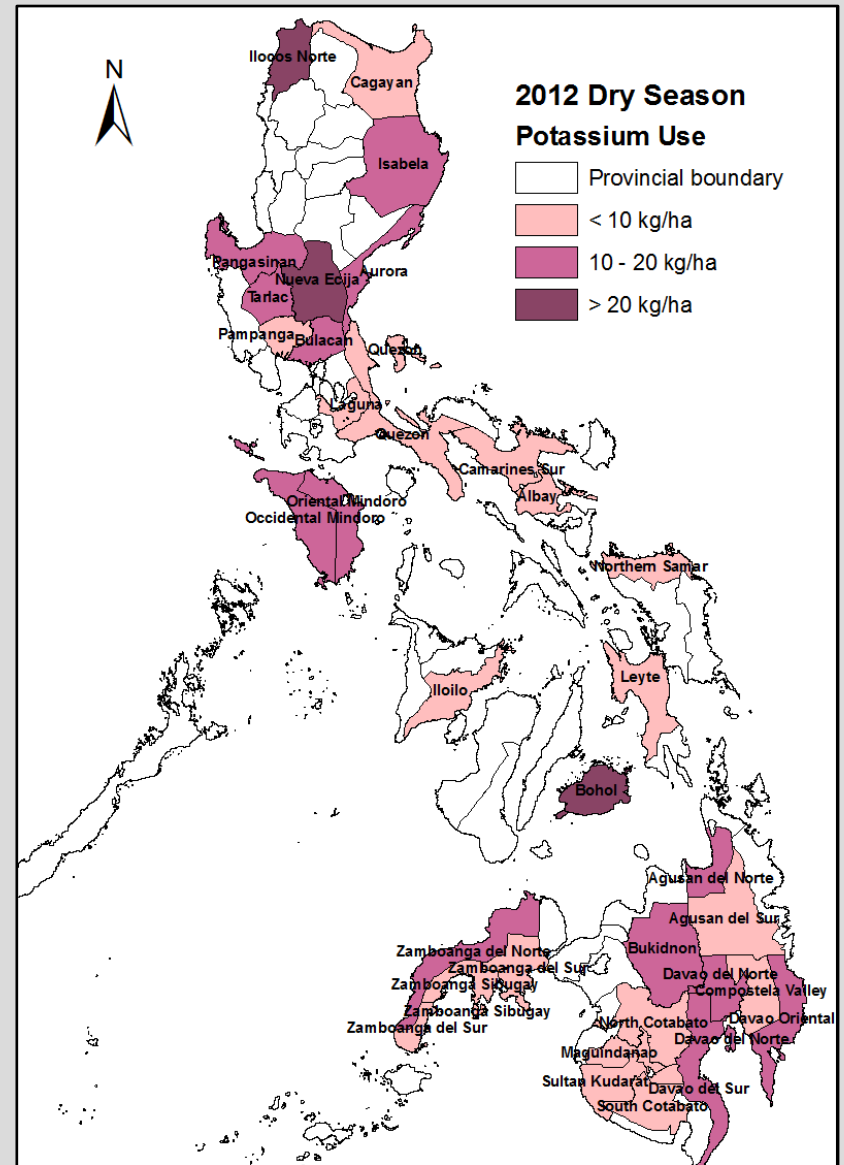 N
2012 Dry Season
Potassium Use
Provincial boundary
< 10 kg/ha
10 - 20 kg/ha
> 20 kg/ha
Ilocos Norte
Cagayan
Isabela
Pangasinan
Aurora
Nueva Ecija
Tarlac
Pampanga
Bulacan
Quezon
Laguna
Quezon
Camarines Sur
Albay
Oriental Mindoro
Occidental Mindoro
Northern Samar
Leyte
Iloilo
Bohol
Agusan del Norte
Agusan del Sur
Bukidnon
Zamboanga del Norte
Zamboanga del Sur
Davao del Norte
Zamboanga Sibugay
Compostela Valley
Zamboanga Sibugay
Davao Oriental
North Cotabato
Zamboanga del Sur
Davao del Norte
Maguindanao
Sultan Kudarat
Davao del Sur
South Cotabato